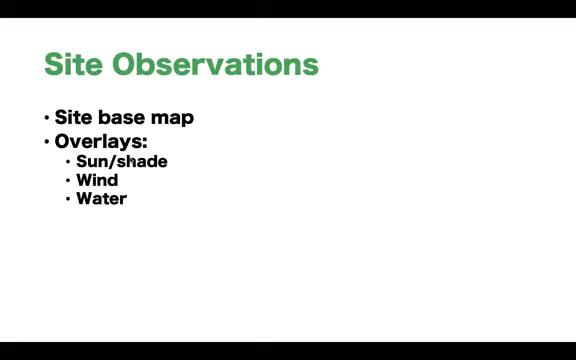 Site Observations
• Site base map
• Overlays:
• Sun/shade
• Wind
• Water